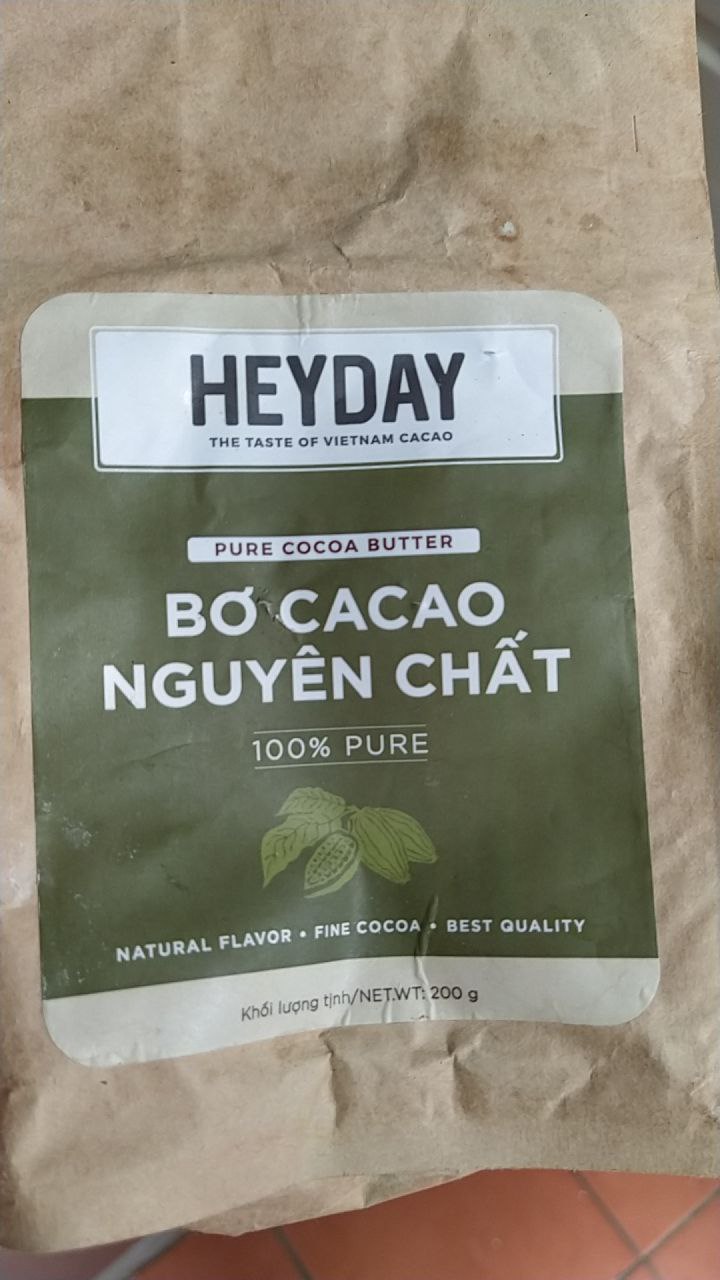 HEYDAY
THE TASTE OF VIETNAM CACAO
PURE COCOA BUTTER
BƠ CACAO
NGUYÊN CHẤT
100% PURE
NATURAL FLAVOR • FINE COCOA • BEST QUALITY
Khối lượng tịnh/NET.WT: 200 g